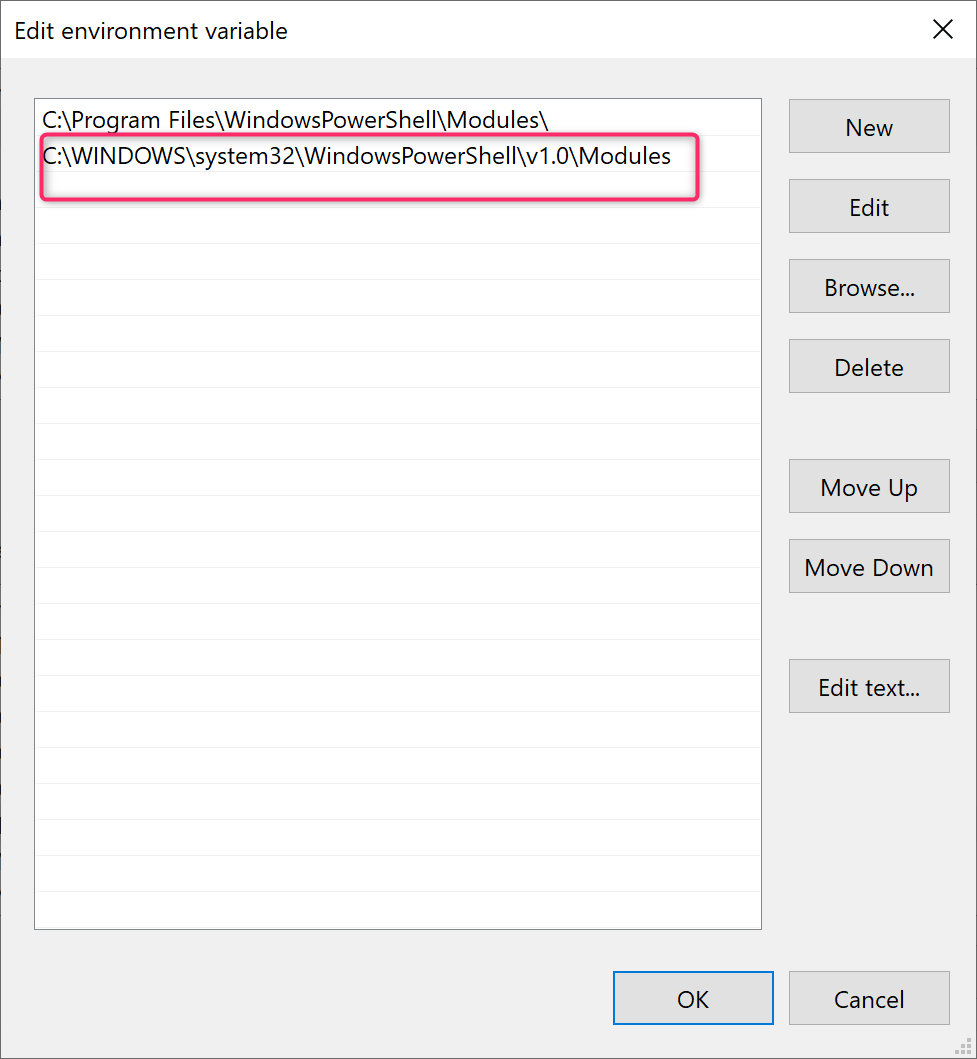 Edit environment variable
C:\Program Files\WindowsPowerShell\Modules\
C:\WINDOWS\system32\WindowsPowerShell\v1.0\Modules
New
Edit
Browse...
Delete
Move Up
Move Down
Edit text...
OK
Cancel